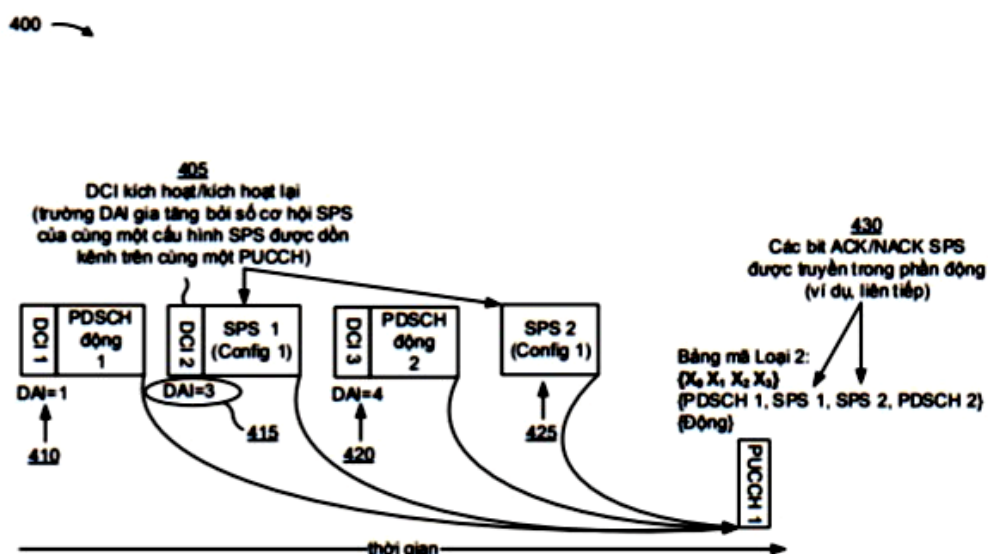 400
405
DCI kích hoạt/kích hoạt lại
(trường DAI gia tăng bởi số cơ hội SPS
của cùng một cấu hình SPS được dồn
kênh trên cùng một PUCCH)
430
Các bit ACK/NACK SPS
được truyền trong phần động
(ví dụ, liên tiếp)
DCI 1
PDSCH
động
1
DCI 2
SPS 1
(Config 1)
DCI 3
PDSCH
động
2
SPS 2
(Config 1)
DAI=1
DAI=3
DAI=4
410
415
420
425
Bảng mã Loại 2:
{X₀ X₁ X₂ X₃}
{PDSCH 1, SPS 1, SPS 2, PDSCH 2}
{Động}
PUCCH 1
thời gian